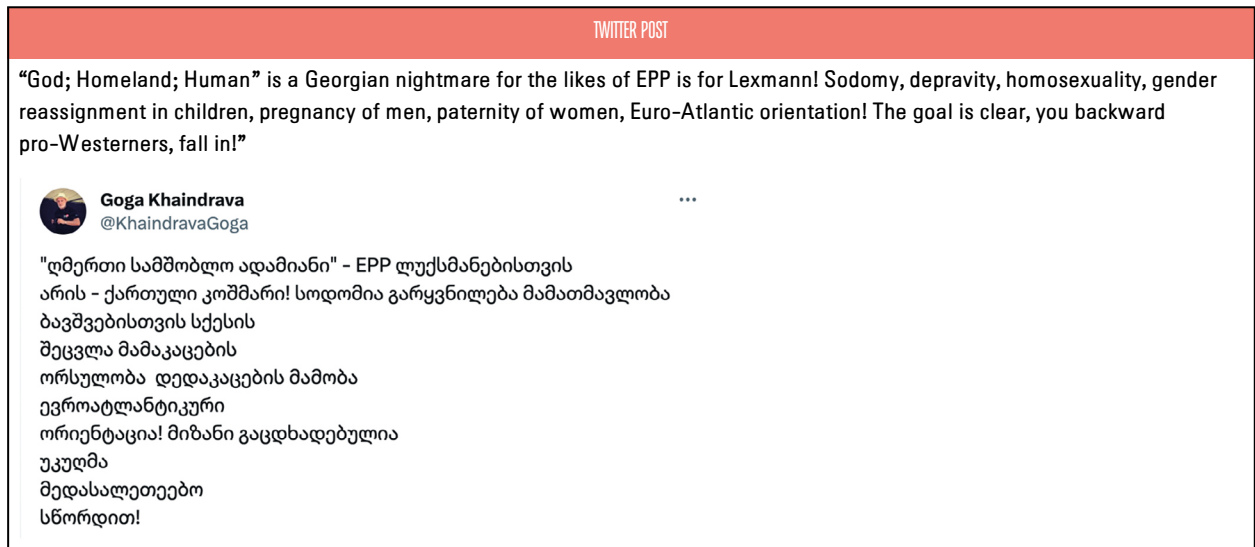 TWITTER POST
“God; Homeland; Human” is a Georgian nightmare for the likes of EPP is for Lexmann! Sodomy, depravity, homosexuality, gender
reassignment in children, pregnancy of men, paternity of women, Euro-Atlantic orientation! The goal is clear, you backward
pro-Westerners, fall in!”
Goga Khaindrava
@KhaindravaGoga
"ღმერთი სამშობლო ადამიანი" - EPP ლუქსმანებისთვის
არის - ქართული კოშმარი! სოდომია გარყვნილება მამათმავლობა
ბავშვებისთვის სქესის
შეცვლა მამაკაცების
ორსულობა დედაკაცების მამობა
ევროატლანტიკური
ორიენტაცია! მიზანი გაცდხადებულია
უკუღმა
მედასალეთეებო
სწორდით!